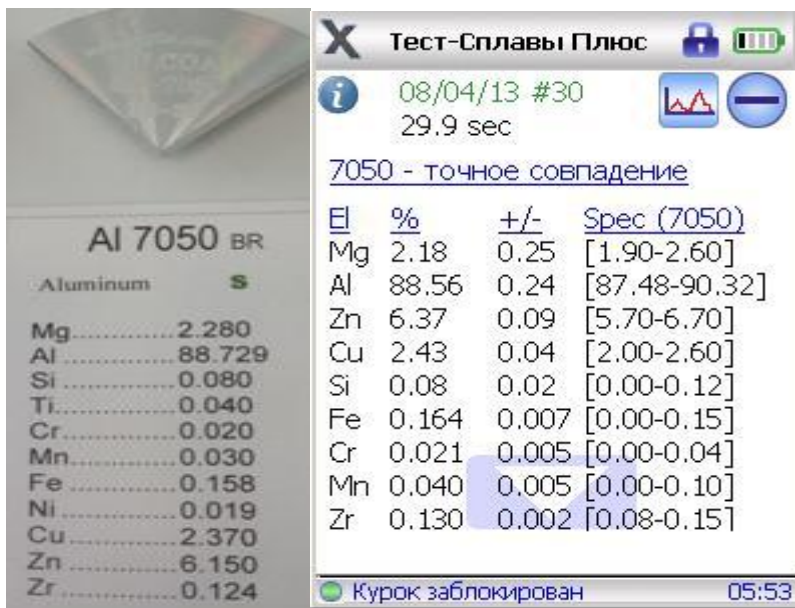 Al 7050 BR
Aluminum S
Mg..............2.280
Al ..............88.729
Si ..............0.080
Ti..............0.040
Cr..............0.020
Mn..............0.030
Fe ..............0.158
Ni ..............0.019
Cu..............2.370
Zn ..............6.150
Zr ..............0.124
X Тест-Сплавы Плюс
i 08/04/13 #30
29.9 sec
7050 - точное совпадение
El % +/- Spec (7050)
Mg 2.18 0.25 [1.90-2.60]
Al 88.56 0.24 [87.48-90.32]
Zn 6.37 0.09 [5.70-6.70]
Cu 2.43 0.04 [2.00-2.60]
Si 0.08 0.02 [0.00-0.12]
Fe 0.164 0.007 [0.00-0.15]
Cr 0.021 0.005 [0.00-0.04]
Mn 0.040 0.005 [0.00-0.10]
Zr 0.130 0.002 [0.08-0.15]
Курок заблокирован 05:53